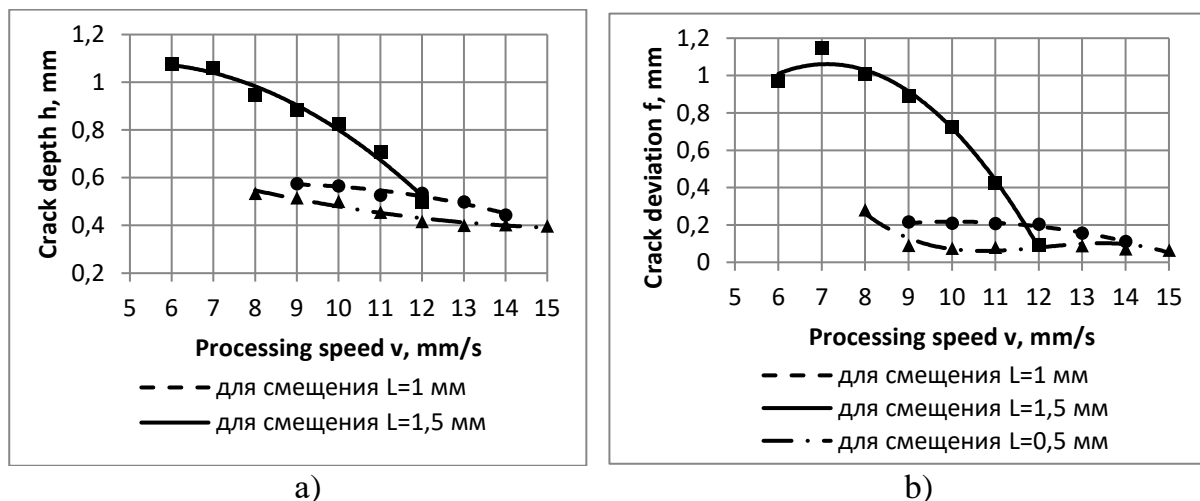 1,2
1
0,8
0,6
0,4
0,2
Crack depth h, mm
5 6 7 8 9 10 11 12 13 14 15
Processing speed v, mm/s
для смещения L=1 мм
для смещения L=1,5 мм
a)
1,2
1
0,8
0,6
0,4
0,2
0
Crack deviation f, mm
5 6 7 8 9 10 11 12 13 14 15
Processing speed v, mm/s
для смещения L=1 мм
для смещения L=1,5 мм
для смещения L=0,5 мм
b)